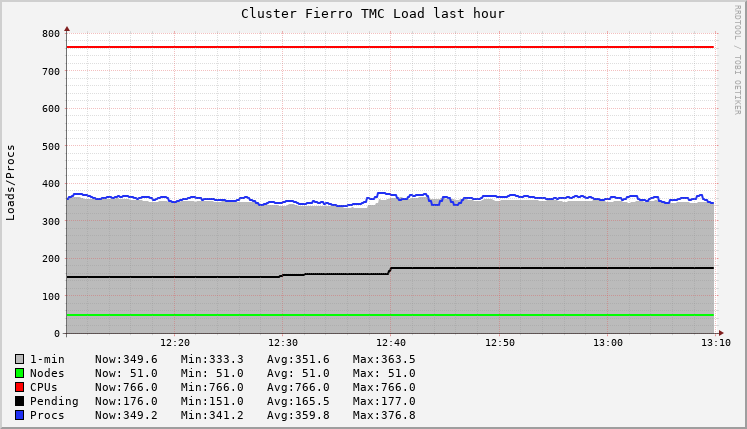 Cluster Fierro TMC Load last hour
RRDTOOL / TOBI OETIKER
Loads/Procs
800
700
600
500
400
300
200
100
0
12:20 12:30 12:40 12:50 13:00 13:10
1-min Now:349.6 Min:333.3 Avg:351.6 Max:363.5
Nodes Now: 51.0 Min: 51.0 Avg: 51.0 Max: 51.0
CPUs Now:766.0 Min:766.0 Avg:766.0 Max:766.0
Pending Now:176.0 Min:151.0 Avg:165.5 Max:177.0
Procs Now:349.2 Min:341.2 Avg:359.8 Max:376.8